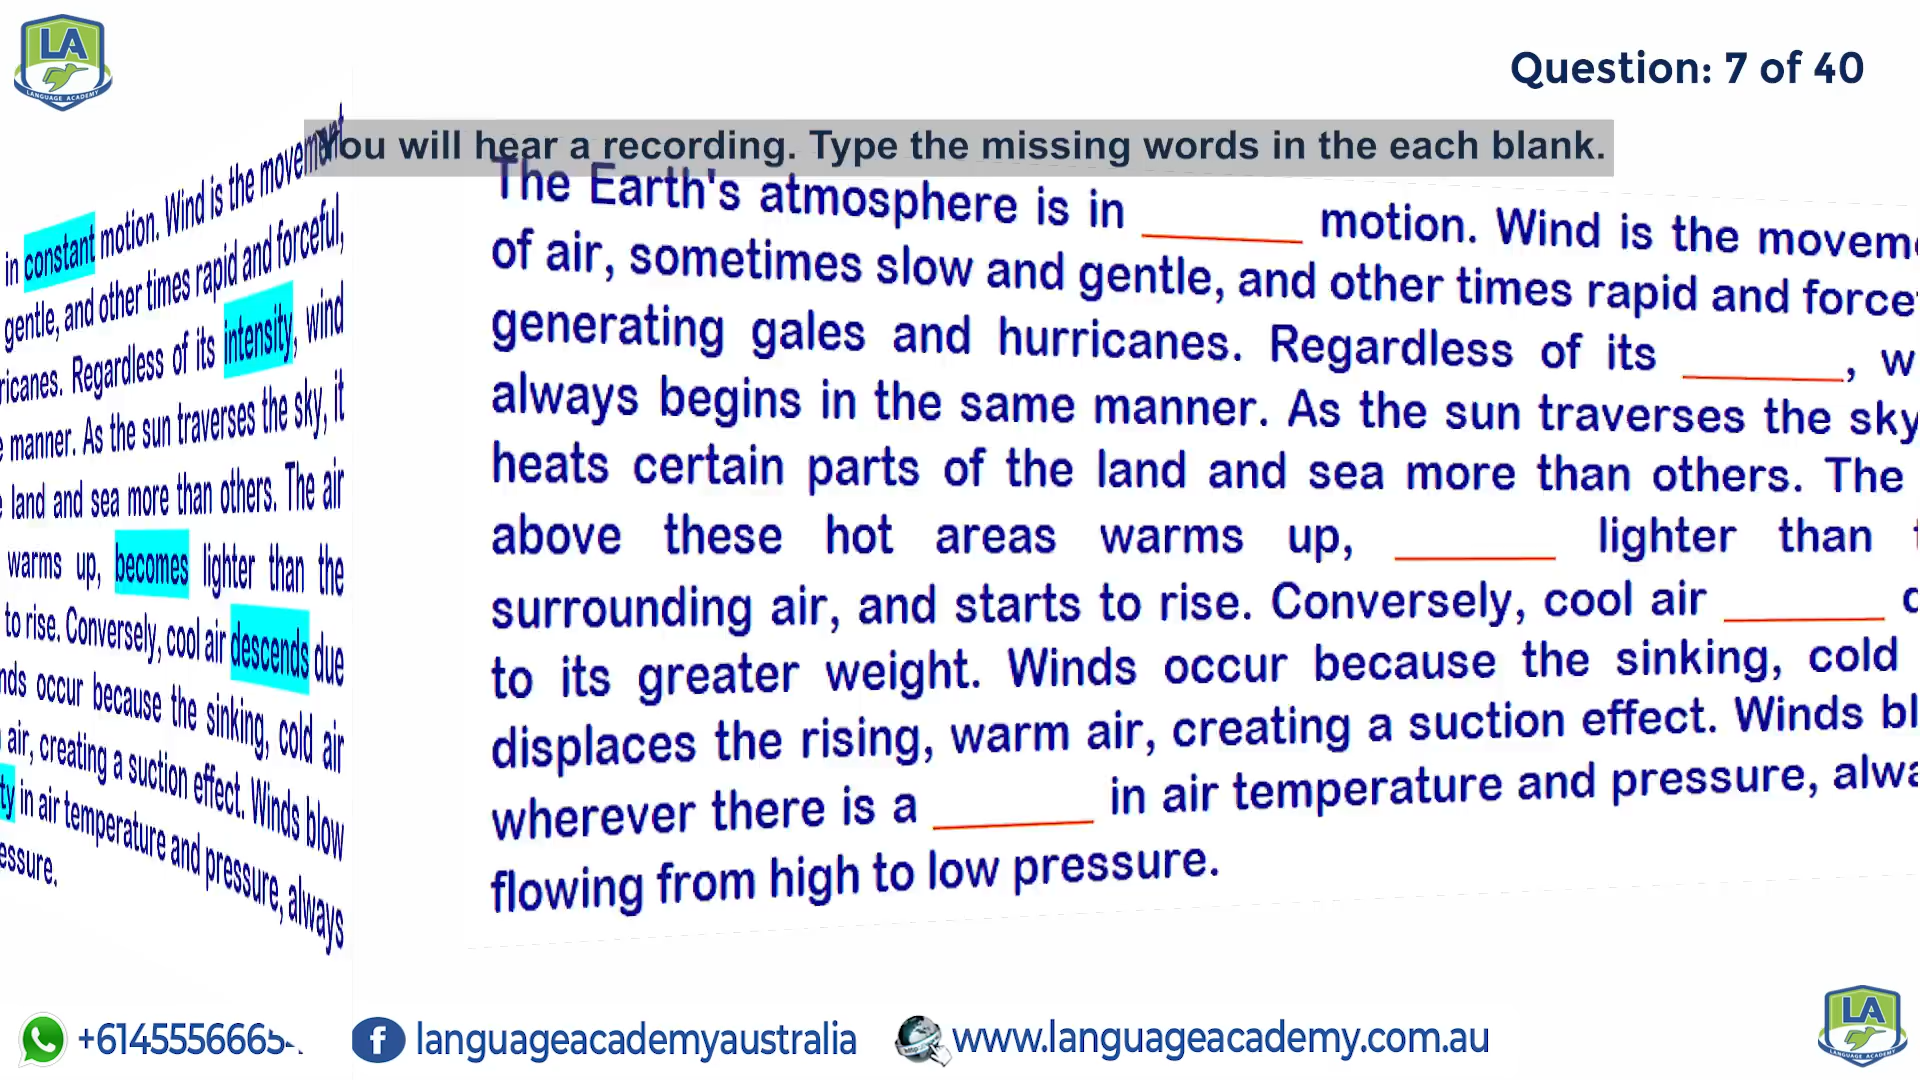 LA
LANGUAGE ACADEMY
Question: 7 of 40
You will hear a recording. Type the missing words in the each blank.
in constant motion. Wind is the movement
gentle, and other times rapid and forceful,
Regardless of its intensity, wind
manner. As the sun traverses the sky, it
land and sea more than others. The air
warms up, becomes lighter than the
to rise. Conversely, cool air descends due
occur because the sinking, cold air
air, creating a suction effect. Winds blow
in air temperature and pressure, always
The Earth's atmosphere is in ______ motion. Wind is the
of air, sometimes slow and gentle, and other times rapid and
generating gales and hurricanes. Regardless of its ______,
always begins in the same manner. As the sun traverses the sky
heats certain parts of the land and sea more than others. The
above these hot areas warms up, ______ lighter than
surrounding air, and starts to rise. Conversely, cool air ______
to its greater weight. Winds occur because the sinking, cold
displaces the rising, warm air, creating a suction effect. Winds
wherever there is a ______ in air temperature and pressure,
flowing from high to low pressure.
languageacademyaustralia
www.languageacademy.com.au
LA